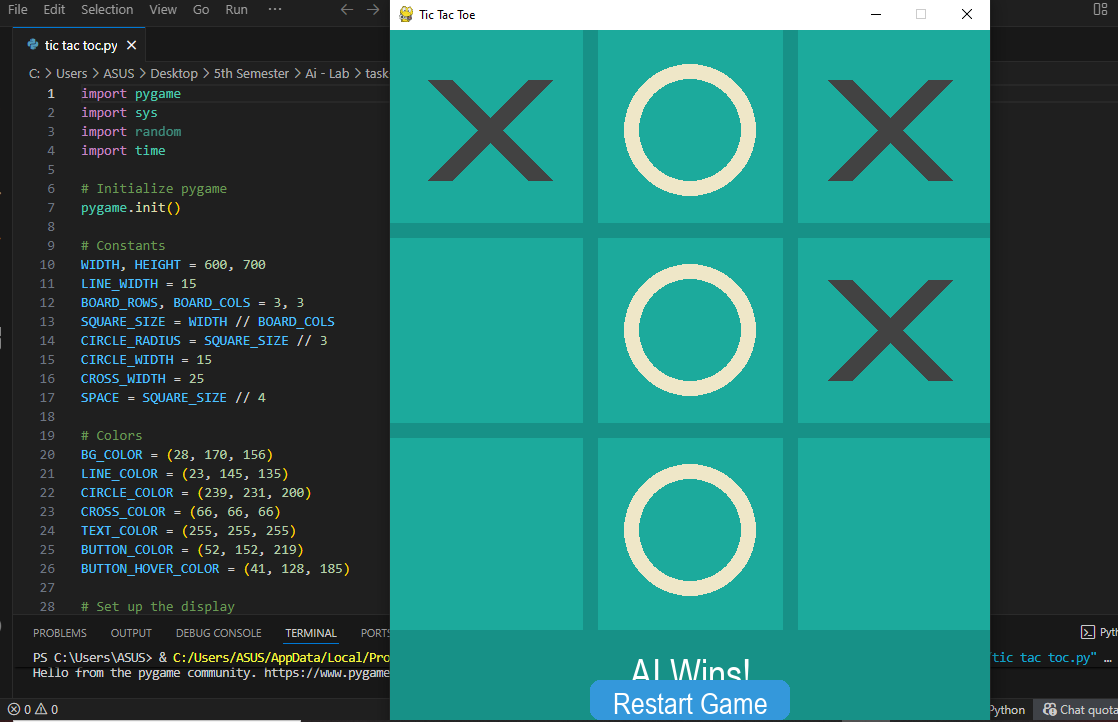 File Edit Selection View Go Run ···
tic tac toc.py
C: > Users > ASUS > Desktop > 5th Semester > Ai - Lab > task
1 import pygame
2 import sys
3 import random
4 import time
5
6 # Initialize pygame
7 pygame.init()
8
9 # Constants
10 WIDTH, HEIGHT = 600, 700
11 LINE_WIDTH = 15
12 BOARD_ROWS, BOARD_COLS = 3, 3
13 SQUARE_SIZE = WIDTH // BOARD_COLS
14 CIRCLE_RADIUS = SQUARE_SIZE // 3
15 CIRCLE_WIDTH = 15
16 CROSS_WIDTH = 25
17 SPACE = SQUARE_SIZE // 4
18
19 # Colors
20 BG_COLOR = (28, 170, 156)
21 LINE_COLOR = (23, 145, 135)
22 CIRCLE_COLOR = (239, 231, 200)
23 CROSS_COLOR = (66, 66, 66)
24 TEXT_COLOR = (255, 255, 255)
25 BUTTON_COLOR = (52, 152, 219)
26 BUTTON_HOVER_COLOR = (41, 128, 185)
27
28 # Set up the display
PROBLEMS OUTPUT DEBUG CONSOLE TERMINAL PORTS
PS C:\Users\ASUS> & C:/Users/ASUS/AppData/Local/Pro
Hello from the pygame community. https://www.pygame
0 0
Tic Tac Toe
X O X
O X
O
AI Wins!
Restart Game
Pyth
/tic tac toc.py" ...
Python Chat quota